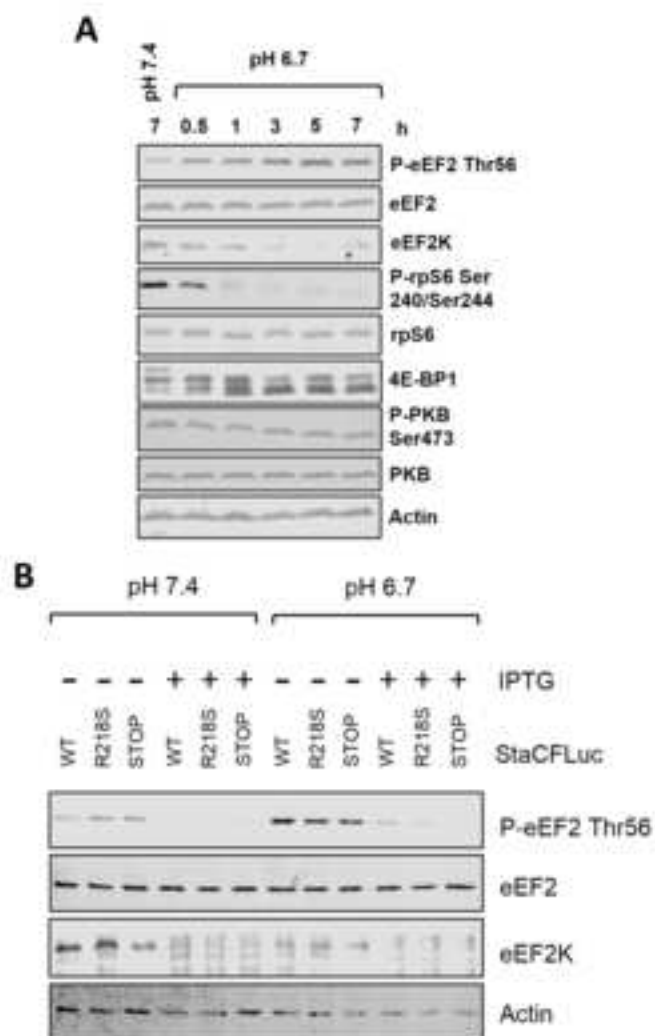 A
pH 7.4
pH 6.7
7 0.5 1 3 5 7 h
P-eEF2 Thr56
eEF2
eEF2K
P-rpS6 Ser
240/Ser244
rpS6
4E-BP1
P-PKB
Ser473
PKB
Actin
B
pH 7.4 pH 6.7
- - - + + + - - - + + + IPTG
WT R218S STOP WT R218S STOP WT R218S STOP WT R218S STOP StaCFLuc
P-eEF2 Thr56
eEF2
eEF2K
Actin